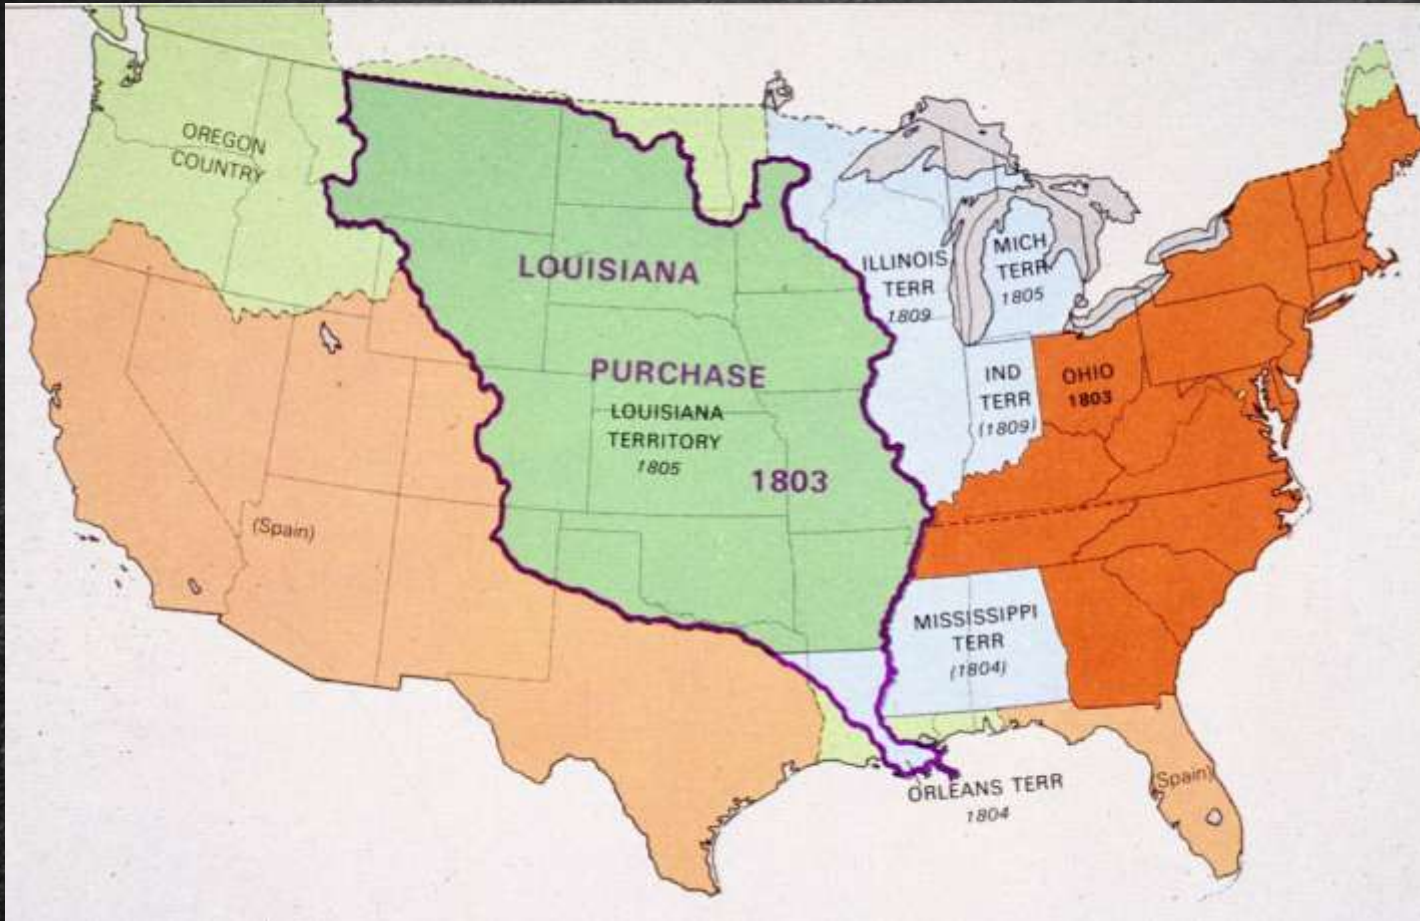 OREGON
COUNTRY
LOUISIANA
PURCHASE
LOUISIANA
TERRITORY
1805
1803
(Spain)
ILLINOIS
TERR
1809
MICH
TERR
1805
IND
TERR
(1809)
OHIO
1803
MISSISSIPPI
TERR
(1804)
ORLEANS TERR
1804
(Spain)